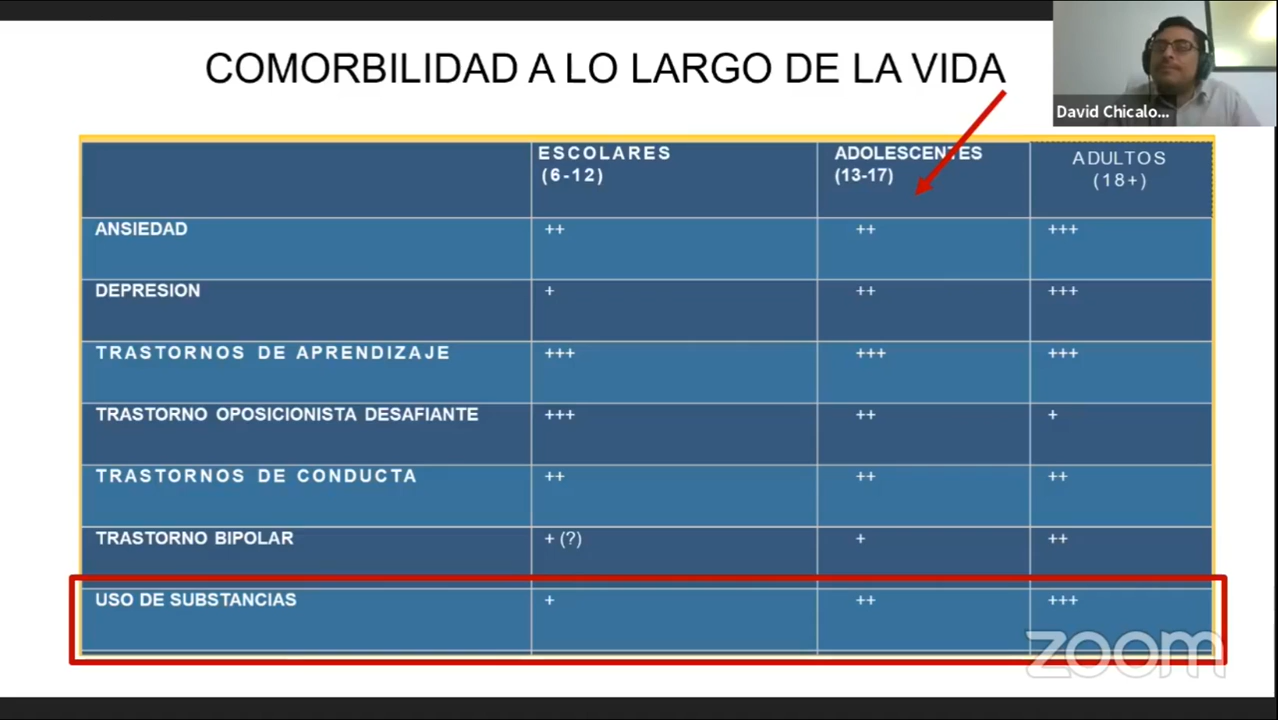 COMORBILIDAD A LO LARGO DE LA VIDA
David Chicalo...
ESCOLARES
(6-12)
ADOLESCENTES
(13-17)
ADULTOS
(18+)
ANSIEDAD ++ ++ +++
DEPRESION + ++ +++
TRASTORNOS DE APRENDIZAJE +++ +++ +++
TRASTORNO OPOSICIONISTA DESAFIANTE +++ ++ +
TRASTORNOS DE CONDUCTA ++ ++ ++
TRASTORNO BIPOLAR + (?) + ++
USO DE SUBSTANCIAS + ++ +++
zoom